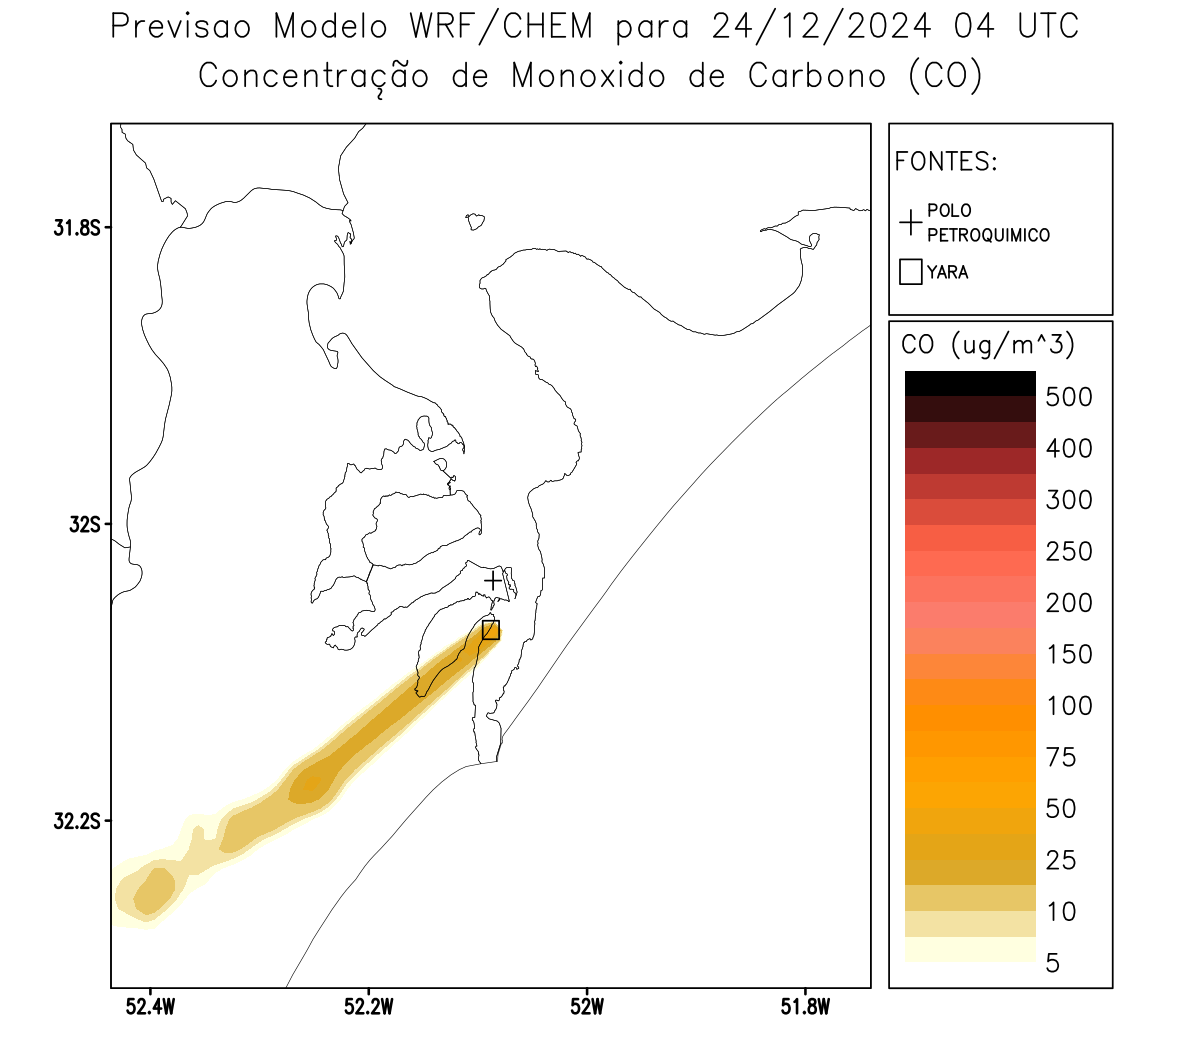 Previsao Modelo WRF/CHEM para 24/12/2024 04 UTC
Concentração de Monoxido de Carbono (CO)
FONTES:
POLO
PETROQUIMICO
YARA
CO (ug/m^3)
500
400
300
250
200
150
100
75
50
25
10
5
31.8S
32S
32.2S
52.4W
52.2W
52W
51.8W